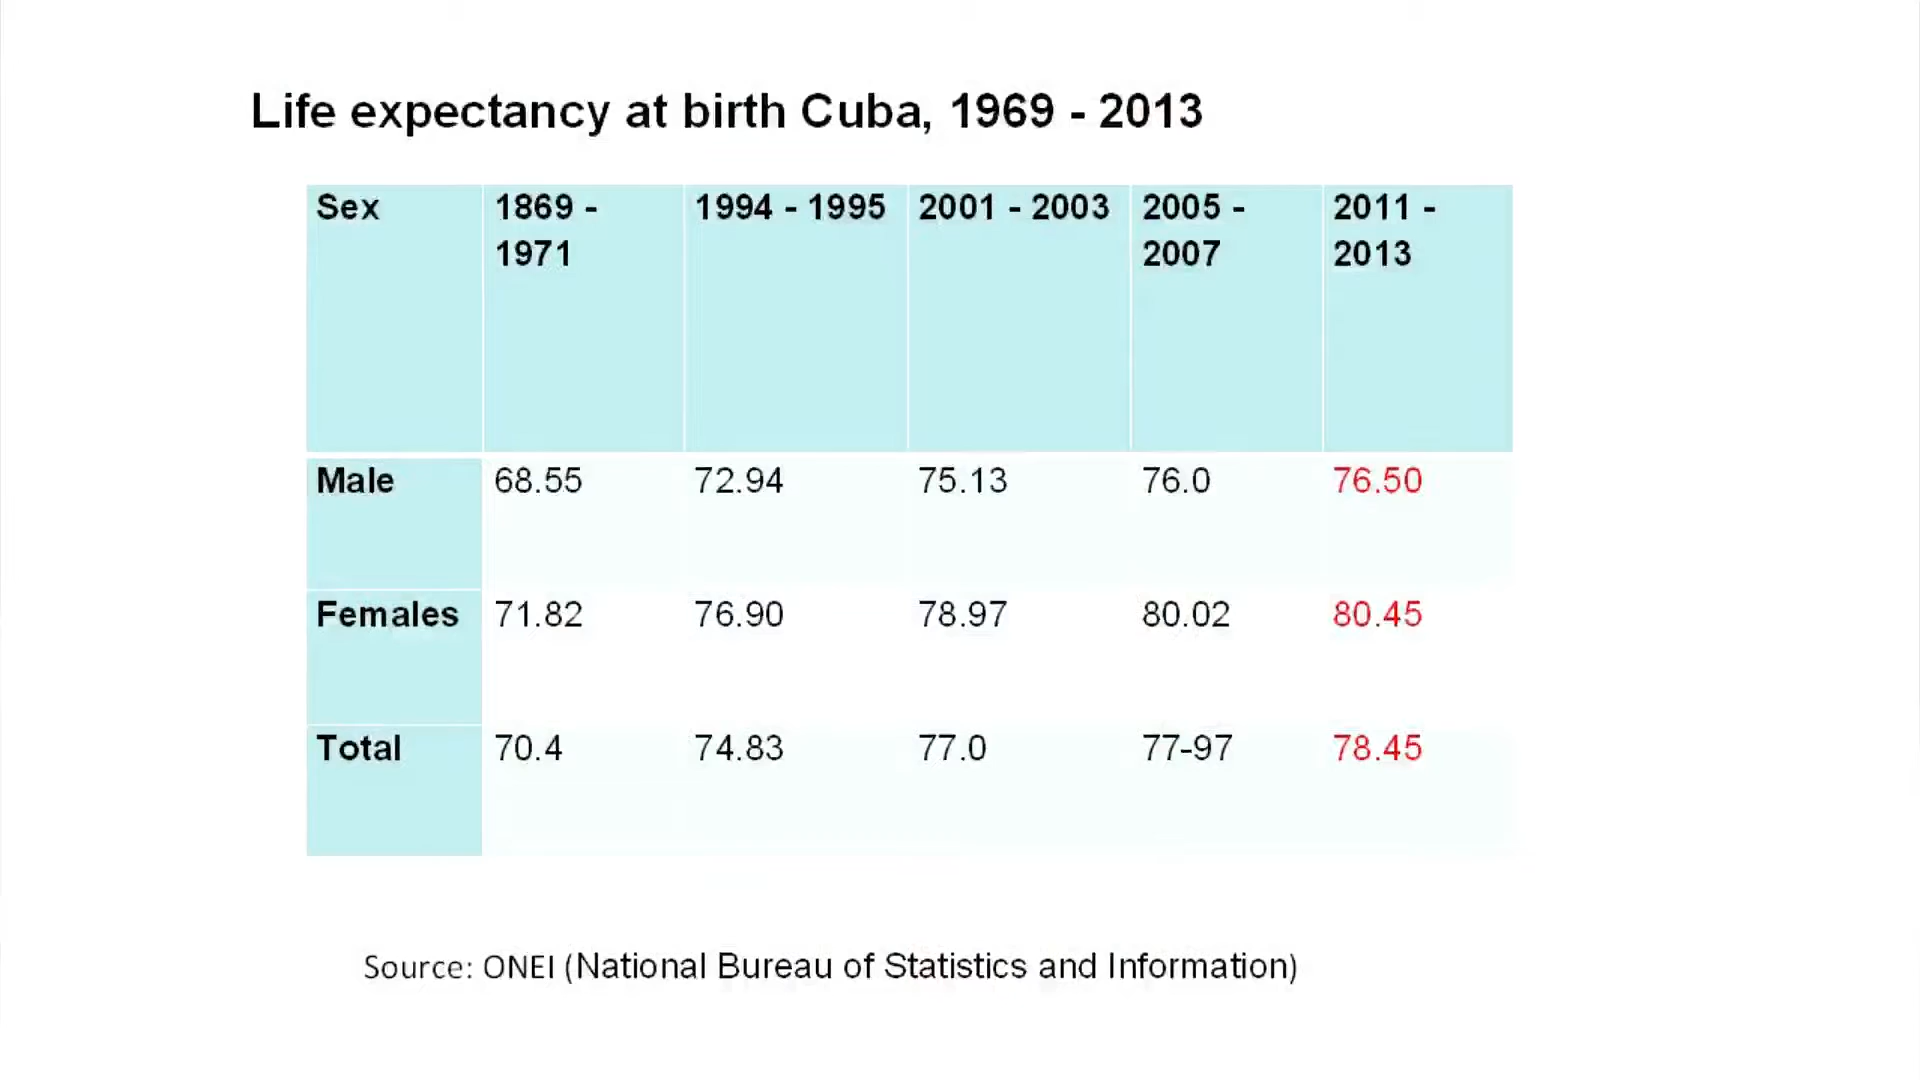 Life expectancy at birth Cuba, 1969 - 2013
Sex 1869 - 1994 - 1995 2001 - 2003 2005 - 2011 -
1971 2007 2013
Male 68.55 72.94 75.13 76.0 76.50
Females 71.82 76.90 78.97 80.02 80.45
Total 70.4 74.83 77.0 77-97 78.45
Source: ONEI (National Bureau of Statistics and Information)